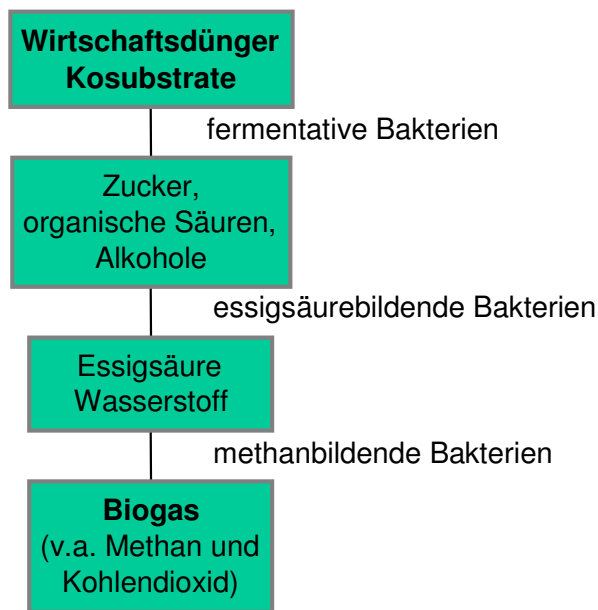 Wirtschaftsdünger
Kosubstrate
fermentative Bakterien
Zucker,
organische Säuren,
Alkohole
essigsäurebildende Bakterien
Essigsäure
Wasserstoff
methanbildende Bakterien
Biogas
(v.a. Methan und
Kohlendioxid)